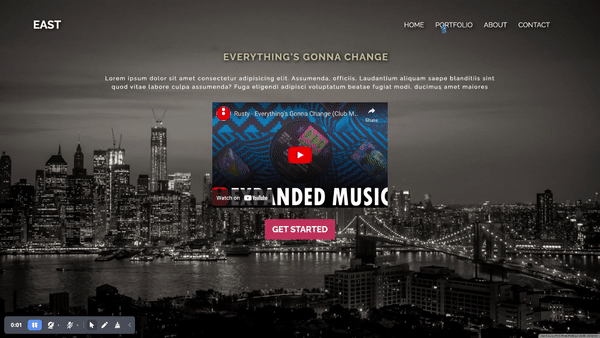 EAST
HOME PORTFOLIO ABOUT CONTACT
EVERYTHING'S GONNA CHANGE
Lorem ipsum dolor sit amet consectetur adipisicing elit. Assumenda, officiis. Laudantium aliquam saepe blanditiis sint
quod vitae labore culpa assumenda? Fuga eligendi adipisci voluptatum beatae fugiat modi, ducimus amet maiores
Rusty - Everything's Gonna Change (Club M...
Share
EXPANDED MUSIC
Watch on YouTube
GET STARTED
0:01